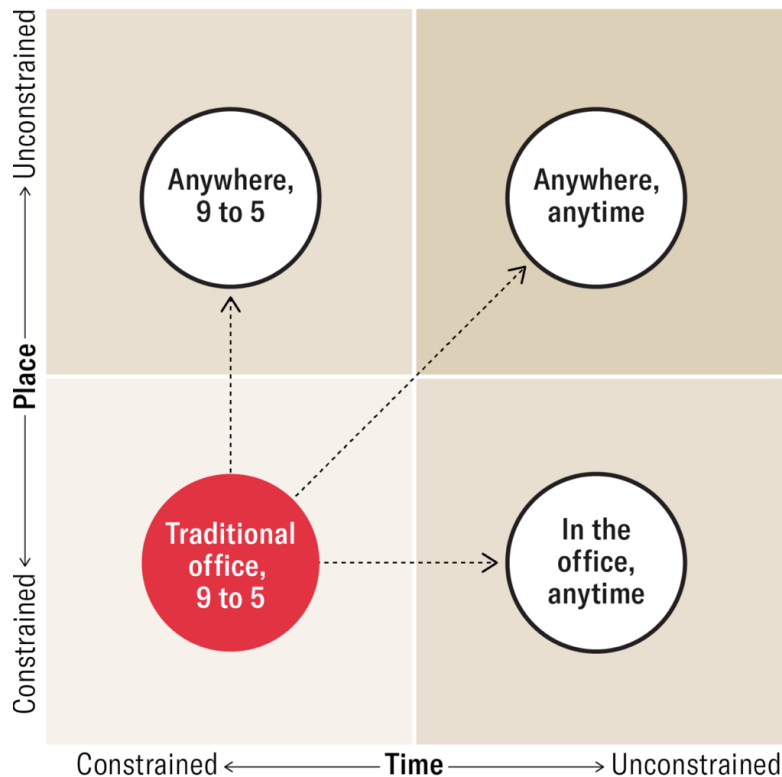 Unconstrained
Place
Constrained
Anywhere,
9 to 5
Anywhere,
anytime
Traditional
office,
9 to 5
In the
office,
anytime
Constrained
Time
Unconstrained